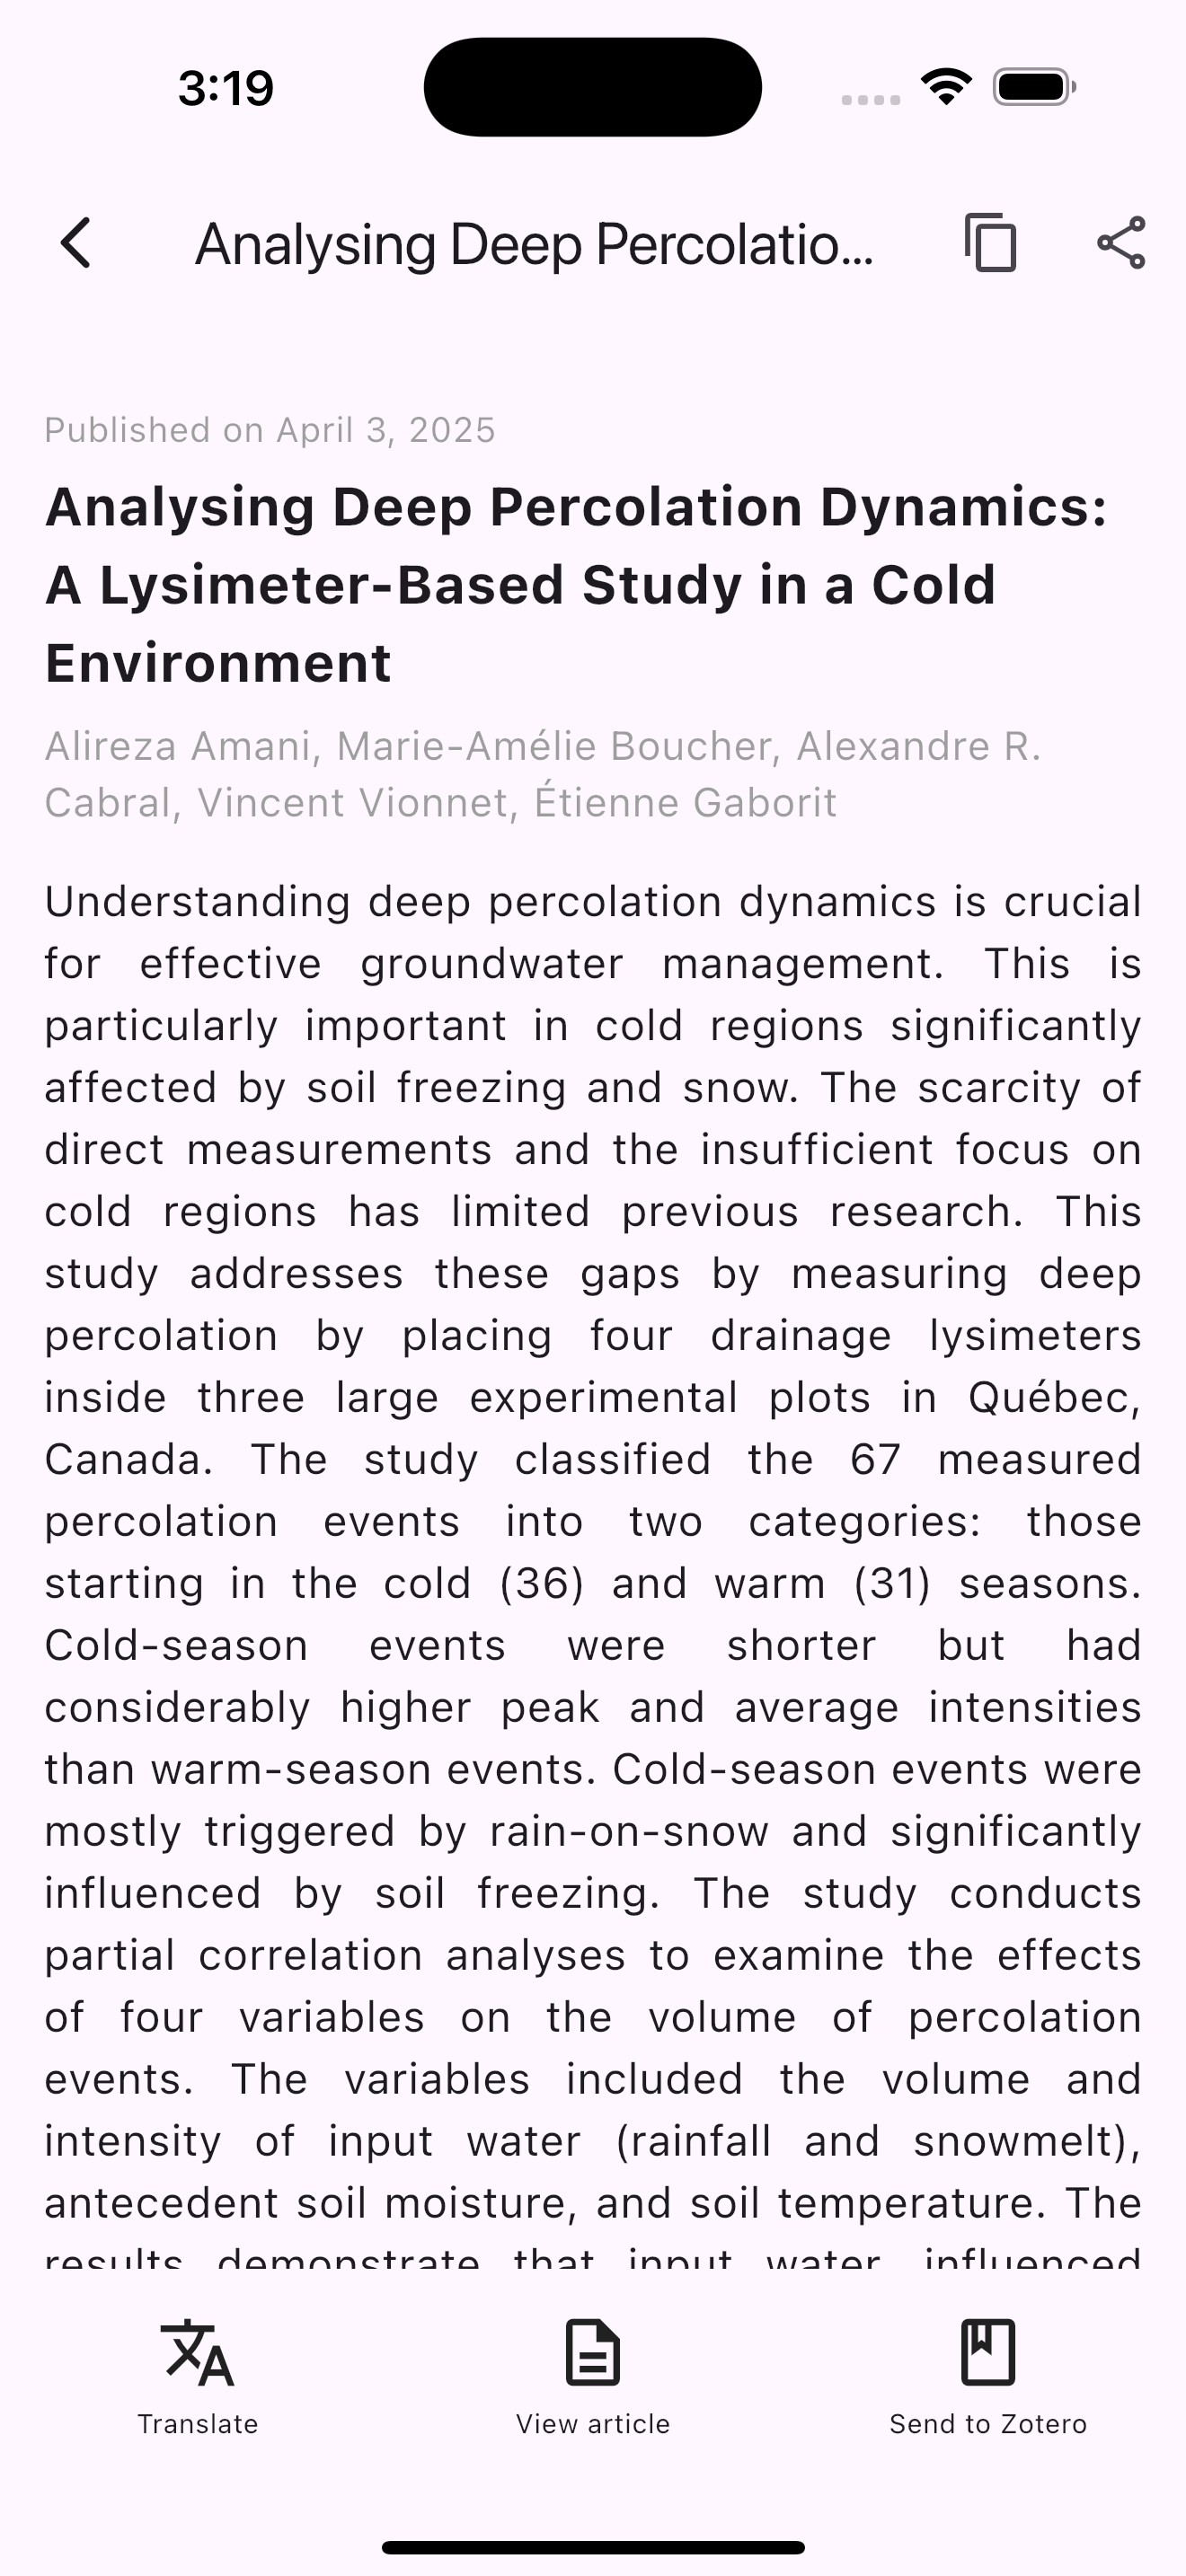 3:19
Analysing Deep Percolatio...
Published on April 3, 2025
Analysing Deep Percolation Dynamics:
A Lysimeter-Based Study in a Cold
Environment
Alireza Amani, Marie-Amélie Boucher, Alexandre R.
Cabral, Vincent Vionnet, Étienne Gaborit
Understanding deep percolation dynamics is crucial
for effective groundwater management. This is
particularly important in cold regions significantly
affected by soil freezing and snow. The scarcity of
direct measurements and the insufficient focus on
cold regions has limited previous research. This
study addresses these gaps by measuring deep
percolation by placing four drainage lysimeters
inside three large experimental plots in Québec,
Canada. The study classified the 67 measured
percolation events into two categories: those
starting in the cold (36) and warm (31) seasons.
Cold-season events were shorter but had
considerably higher peak and average intensities
than warm-season events. Cold-season events were
mostly triggered by rain-on-snow and significantly
influenced by soil freezing. The study conducts
partial correlation analyses to examine the effects
of four variables on the volume of percolation
events. The variables included the volume and
intensity of input water (rainfall and snowmelt),
antecedent soil moisture, and soil temperature. The
results demonstrate that input water, influenced
Translate
View article
Send to Zotero